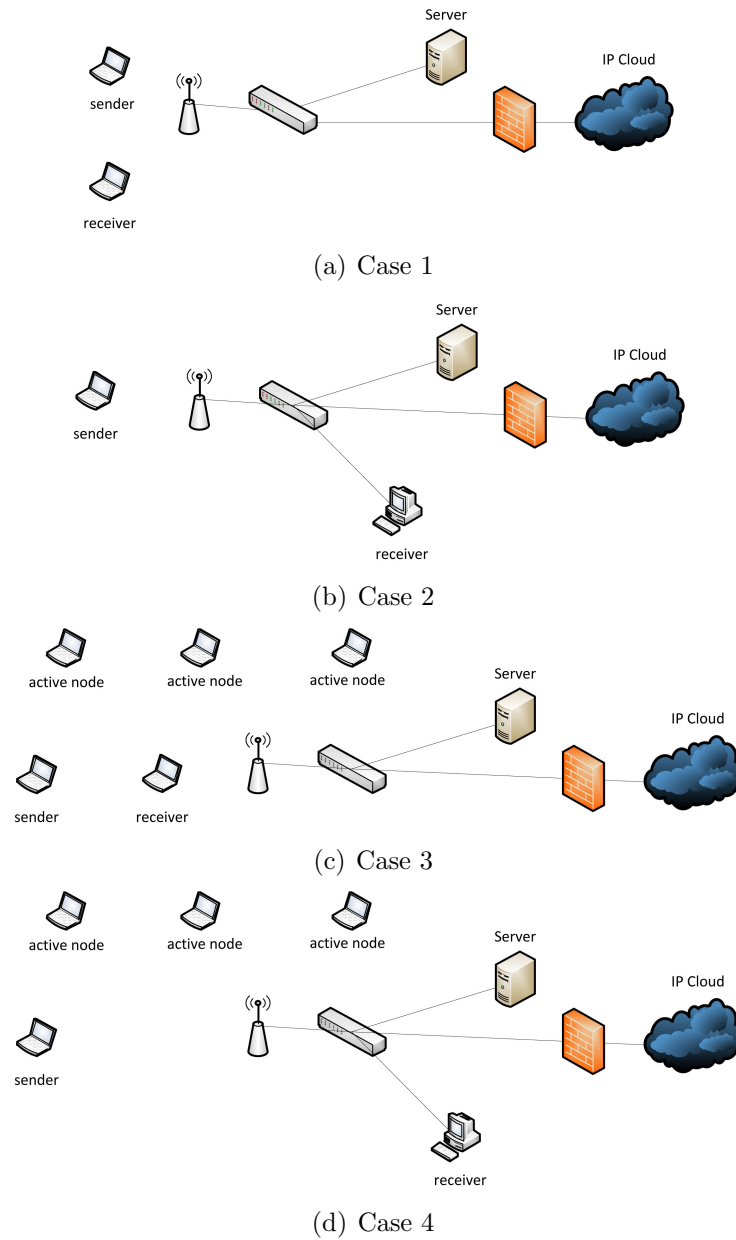 Server
IP Cloud
sender
receiver
(a) Case 1
Server
IP Cloud
sender
receiver
(b) Case 2
active node
active node
active node
Server
IP Cloud
sender
receiver
(c) Case 3
active node
active node
active node
Server
IP Cloud
sender
receiver
(d) Case 4